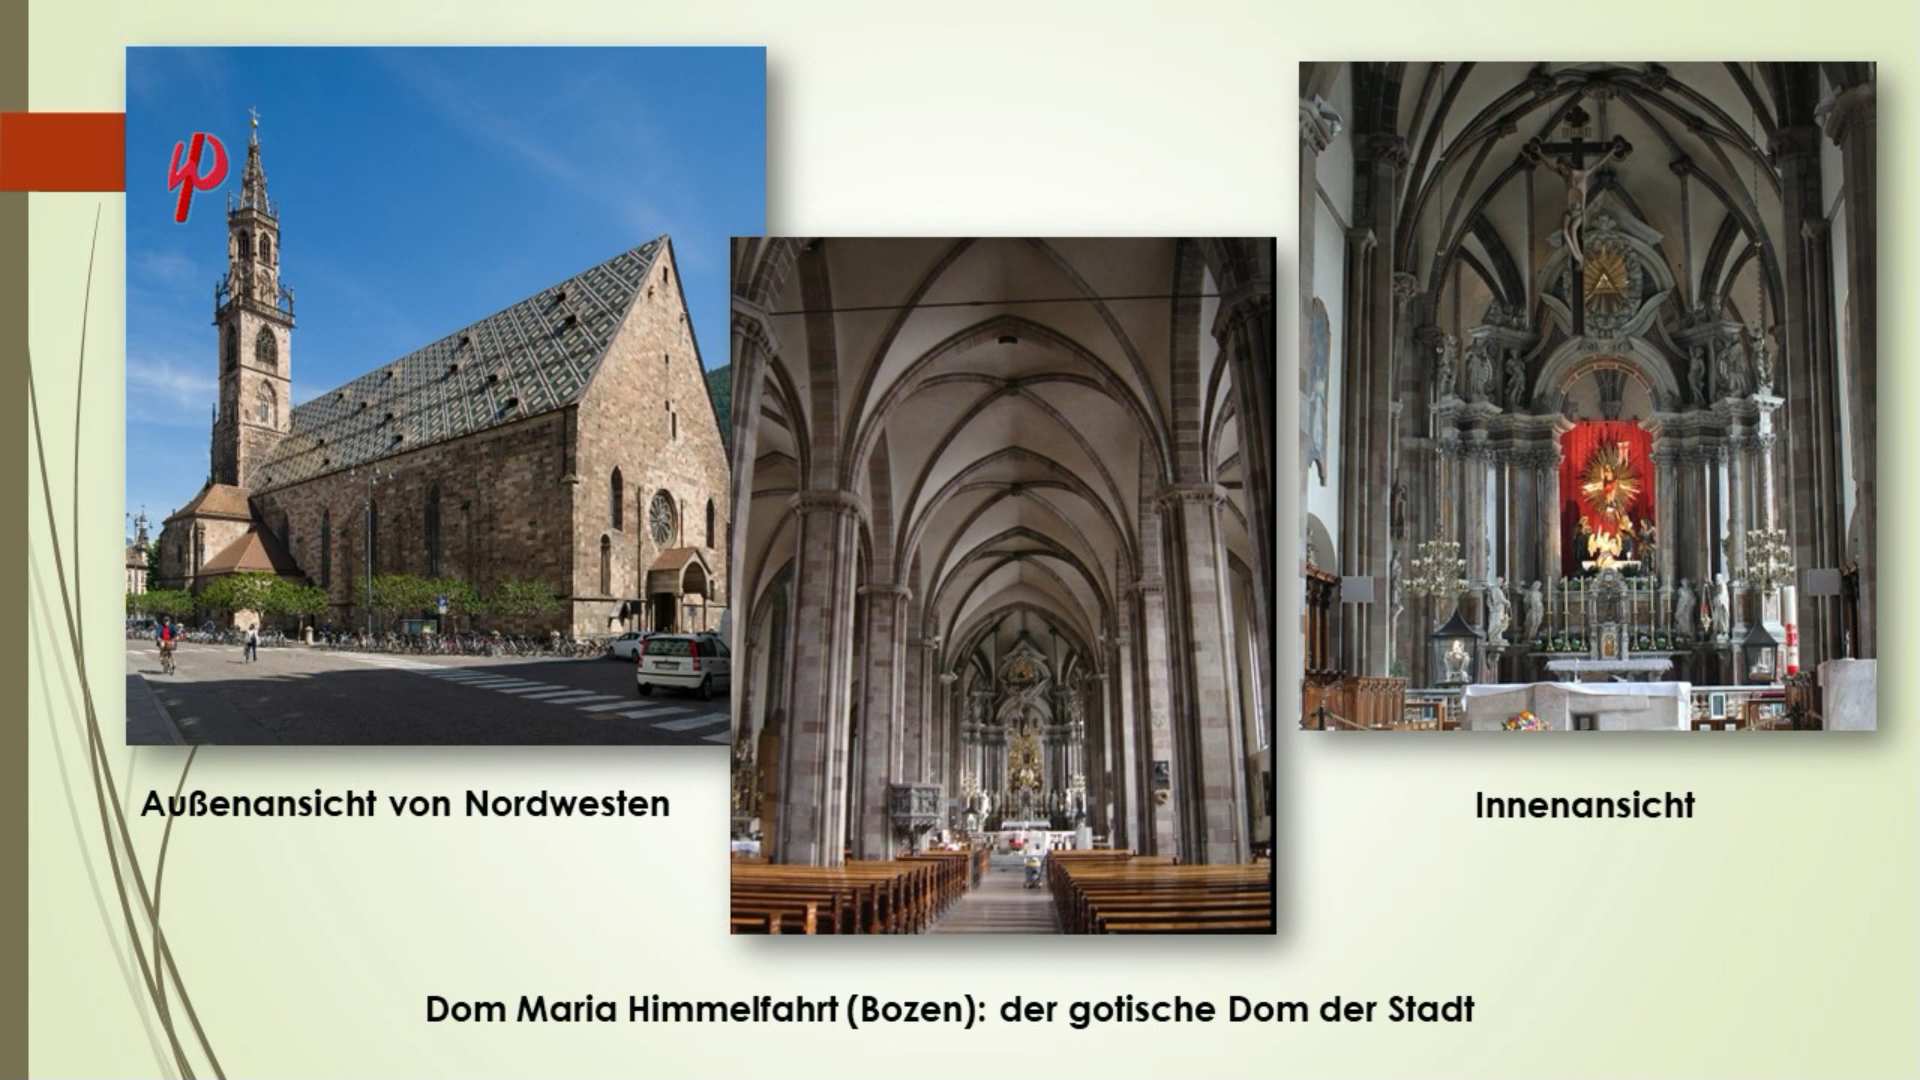 Außenansicht von Nordwesten
Innenansicht
Dom Maria Himmelfahrt (Bozen): der gotische Dom der Stadt